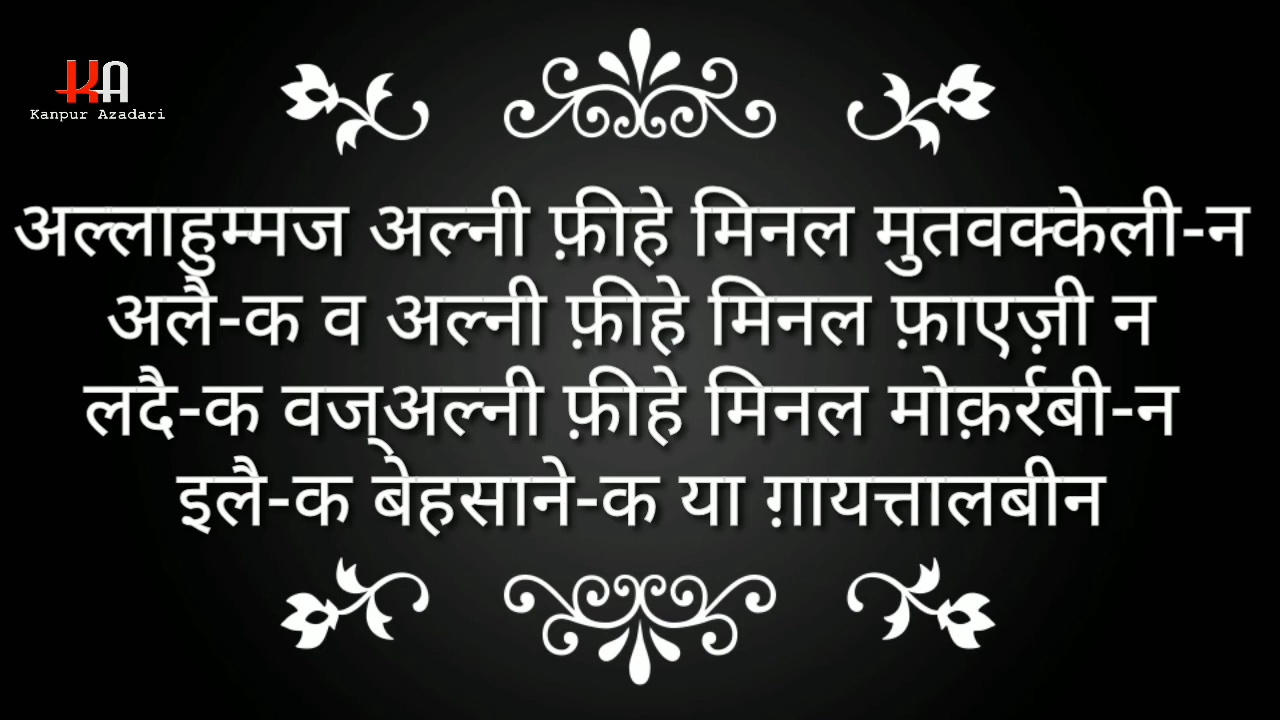 KA
Kanpur Azadari
अल्लाहुम्मज अल्नी फ़ीहे मिनल मुतवक्केली-न
अलै-क व अल्नी फ़ीहे मिनल फ़ाएज़ी न
लदै-क वज्अल्नी फ़ीहे मिनल मोक़र्रबी-न
इलै-क बेहसाने-क या ग़ायत्तालबीन